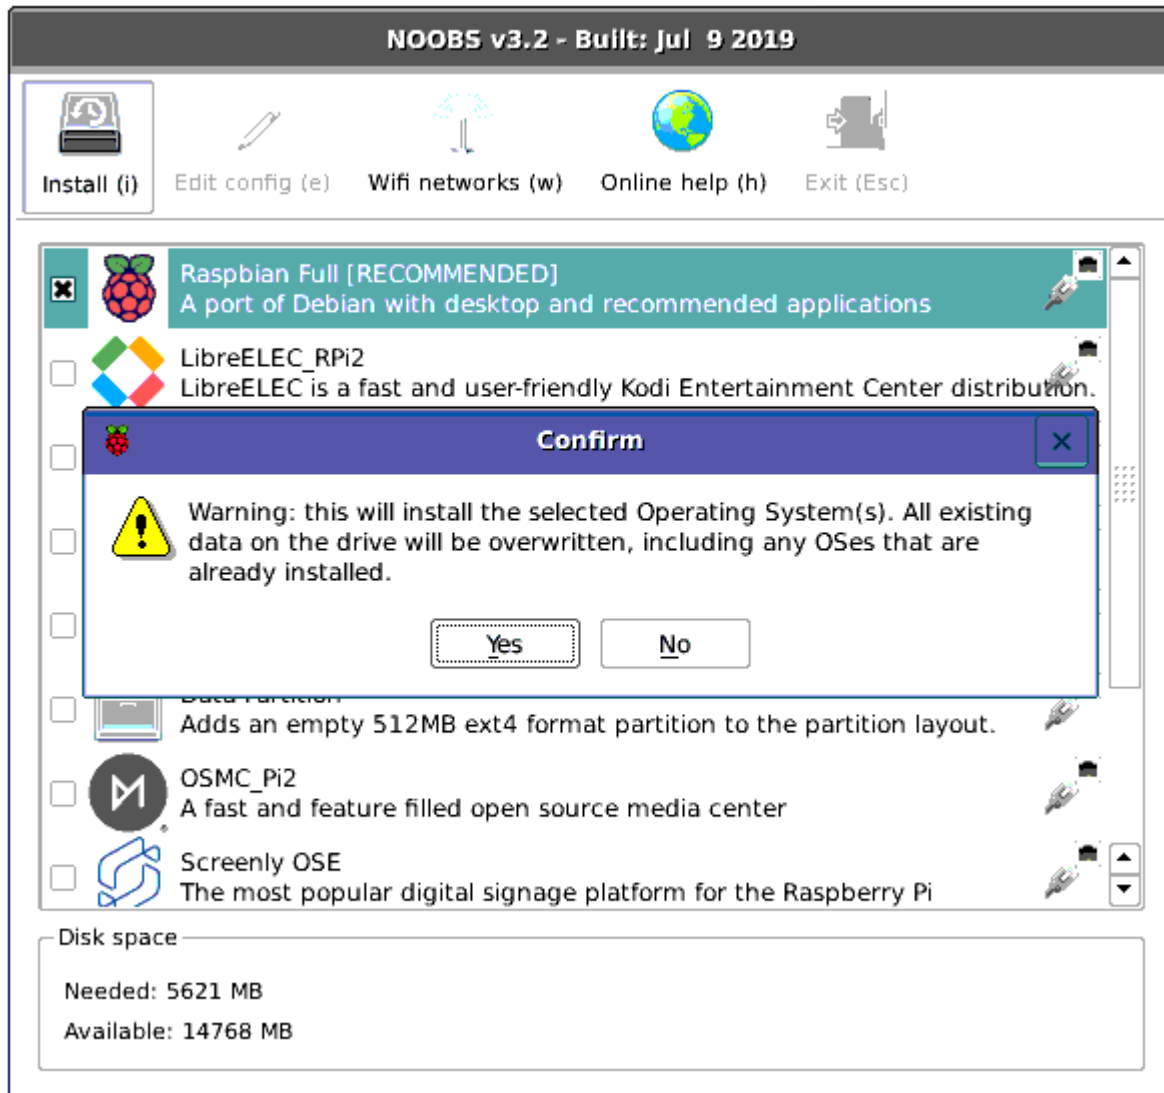 NOOBS v3.2 - Built: Jul  9 2019
Install (i)
Edit config (e)
Wifi networks (w)
Online help (h)
Exit (Esc)
Raspbian Full [RECOMMENDED]
A port of Debian with desktop and recommended applications
LibreELEC_RPi2
LibreELEC is a fast and user-friendly Kodi Entertainment Center distribution.
Confirm
Warning: this will install the selected Operating System(s). All existing
data on the drive will be overwritten, including any OSes that are
already installed.
Yes
No
Data Partition
Adds an empty 512MB ext4 format partition to the partition layout.
OSMC_Pi2
A fast and feature filled open source media center
Screenly OSE
The most popular digital signage platform for the Raspberry Pi
Disk space
Needed: 5621 MB
Available: 14768 MB